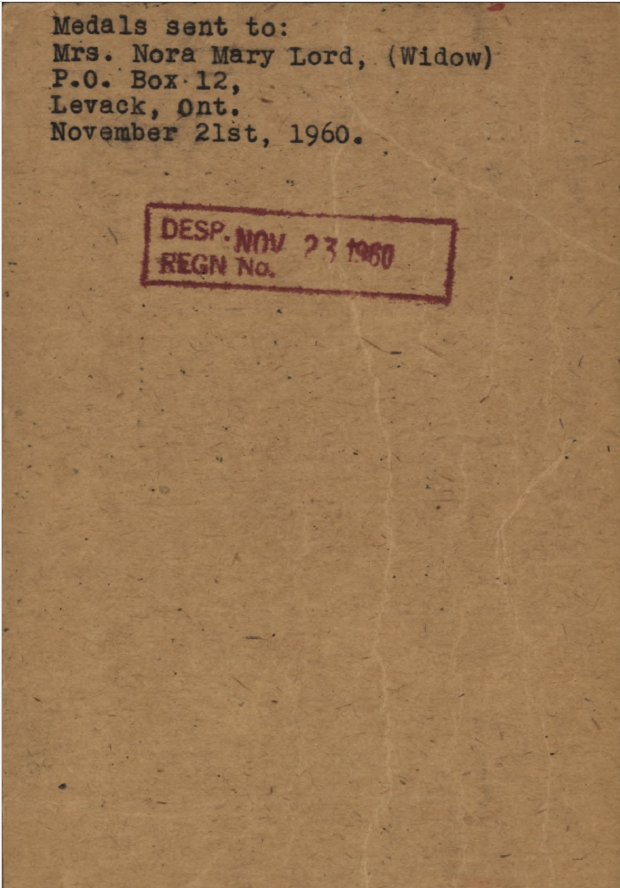 Medals sent to:
Mrs. Nora Mary Lord, (Widow)
P.O. Box 12,
Levack, Ont.
November 21st, 1960.
DESP. NOV 23 1960
REGN No.